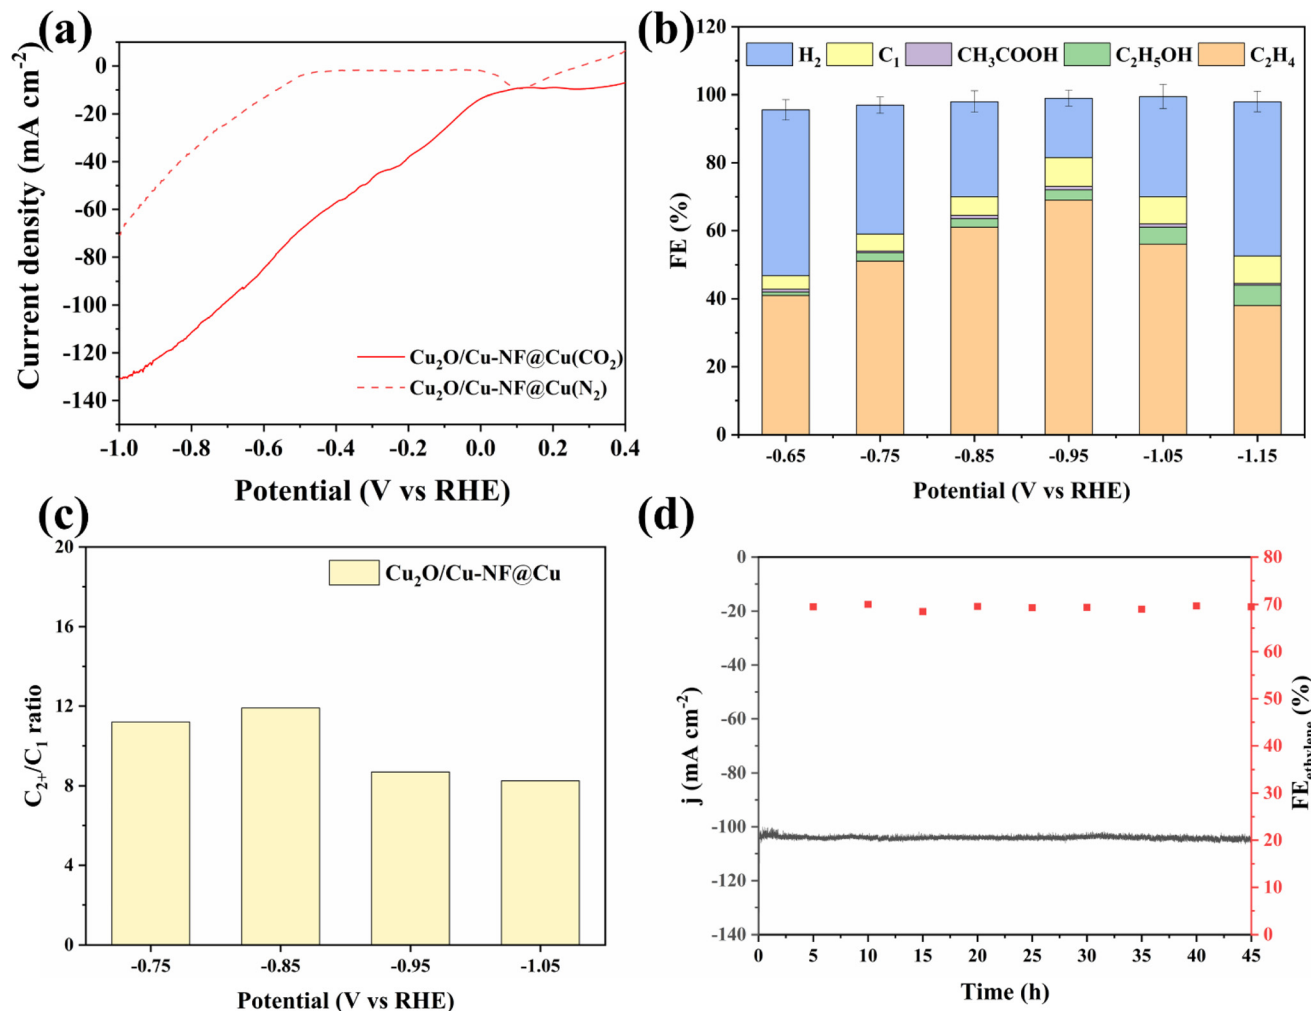 (a)
Current density (mA cm-2)
0
-20
-40
-60
-80
-100
-120
-140
Cu2O/Cu-NF@Cu(CO2)
Cu2O/Cu-NF@Cu(N2)
-1.0 -0.8 -0.6 -0.4 -0.2 0.0 0.2 0.4
Potential (V vs RHE)
(b)
FE (%)
120
100
80
60
40
20
0
H2 C1 CH3COOH C2H5OH C2H4
-0.65 -0.75 -0.85 -0.95 -1.05 -1.15
Potential (V vs RHE)
(c)
C2+/C1 ratio
20
16
12
8
4
0
Cu2O/Cu-NF@Cu
-0.75 -0.85 -0.95 -1.05
Potential (V vs RHE)
(d)
j (mA cm-2)
0
-20
-40
-60
-80
-100
-120
-140
80
70
60
50
40
30
20
10
0
FEethylene (%)
0 5 10 15 20 25 30 35 40 45
Time (h)